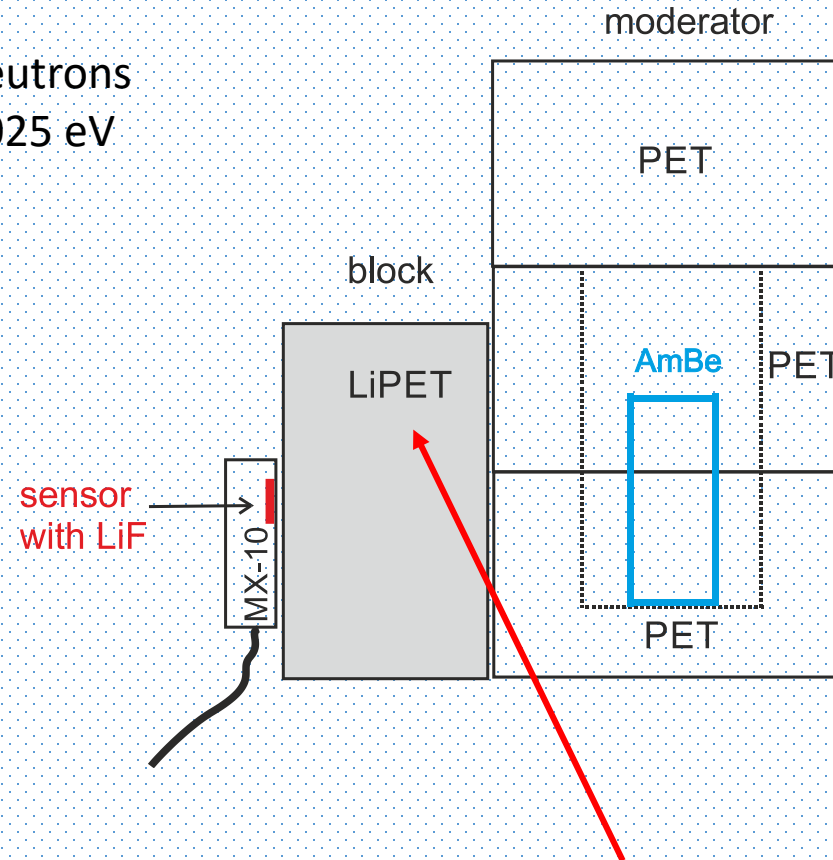 moderator
eutrons
025 eV
PET
block
AmBe
PET
LiPET
sensor
with LiF
MX-10
PET